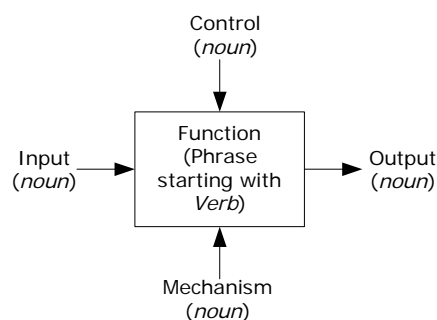 Control
(noun)
Function
(Phrase
starting with
Verb)
Input
(noun)
Output
(noun)
Mechanism
(noun)